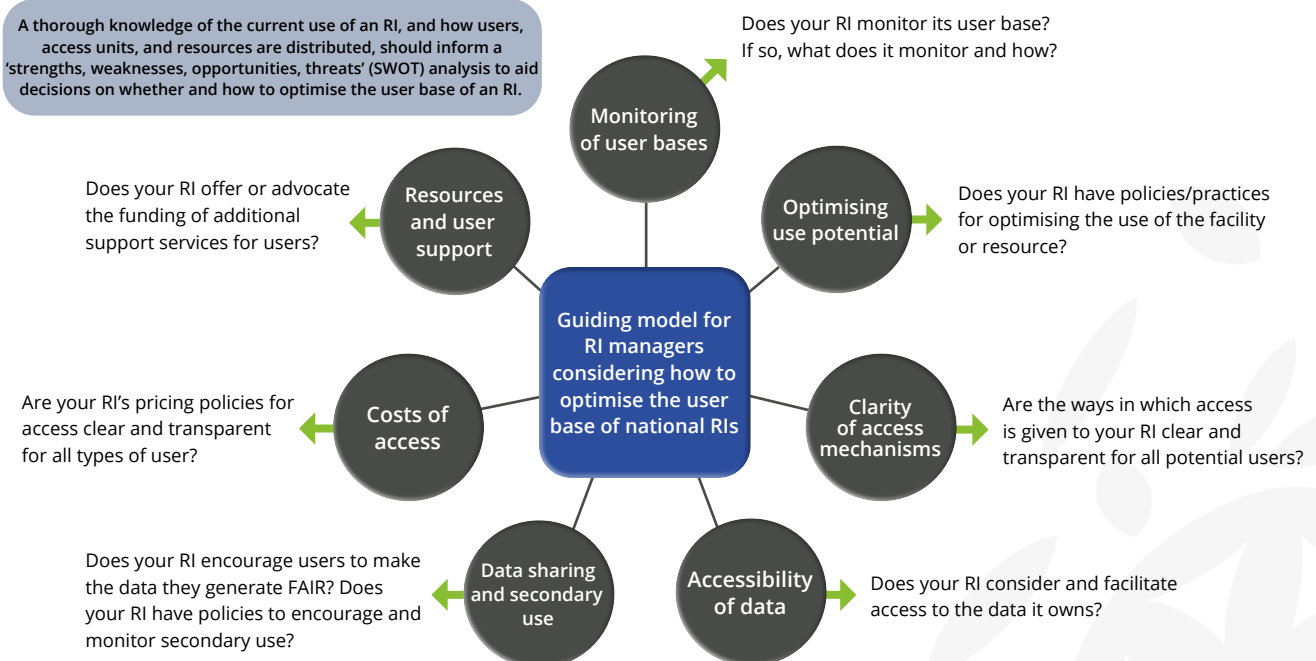 A thorough knowledge of the current use of an RI, and how users,
access units, and resources are distributed, should inform a
‘strengths, weaknesses, opportunities, threats’ (SWOT) analysis to aid
decisions on whether and how to optimise the user base of an RI.
Does your RI monitor its user base?
If so, what does it monitor and how?
Monitoring
of user bases
Does your RI offer or advocate
the funding of additional
support services for users?
Resources
and user
support
Optimising
use potential
Does your RI have policies/practices
for optimising the use of the facility
or resource?
Guiding model for
RI managers
considering how to
optimise the user
base of national RIs
Are your RI’s pricing policies for
access clear and transparent
for all types of user?
Costs of
access
Clarity
of access
mechanisms
Are the ways in which access
is given to your RI clear and
transparent for all potential users?
Does your RI encourage users to make
the data they generate FAIR? Does
your RI have policies to encourage and
monitor secondary use?
Data sharing
and secondary
use
Accessibility
of data
Does your RI consider and facilitate
access to the data it owns?